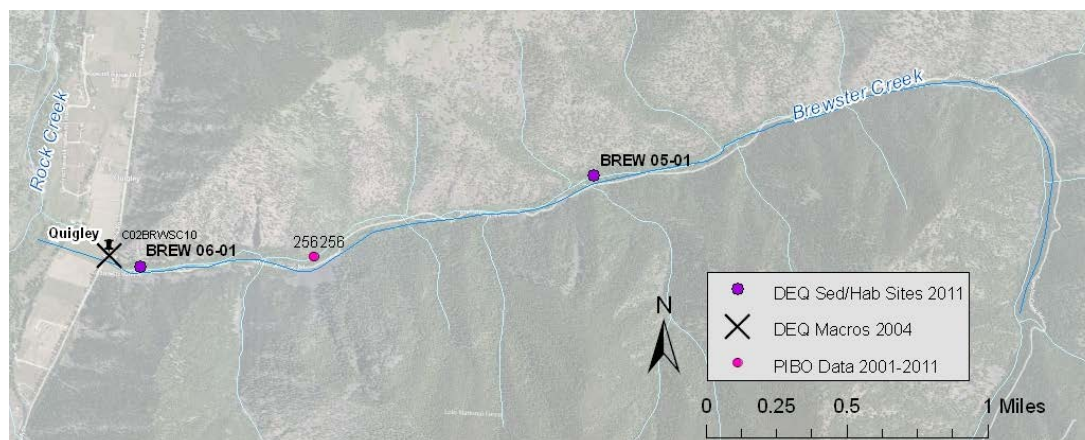 Brewster Creek
Rock Creek
BREW 05-01
Quigley
C02BRWSC10
BREW 06-01
256256
DEQ Sed/Hab Sites 2011
N
DEQ Macros 2004
PIBO Data 2001-2011
0 0.25 0.5 1 Miles